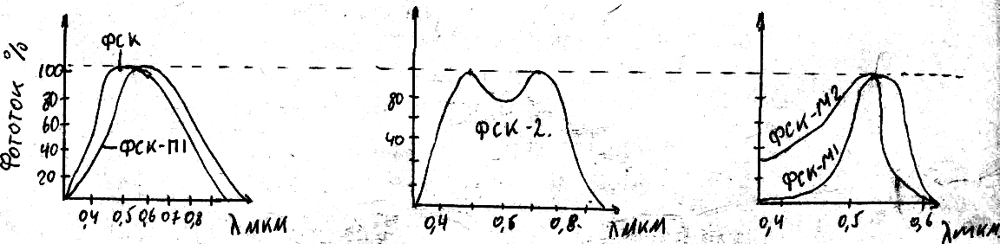 Фототок %
100
80
60
40
20
ФСК
ФСК-П1
0,4 0,5 0,6 0,7 0,8 λ мкм
80
40
ФСК-2.
0,4 0,6 0,8. λ мкм
ФСК-М2
ФСК-М1
0,4 0,5 0,6 λ мкм